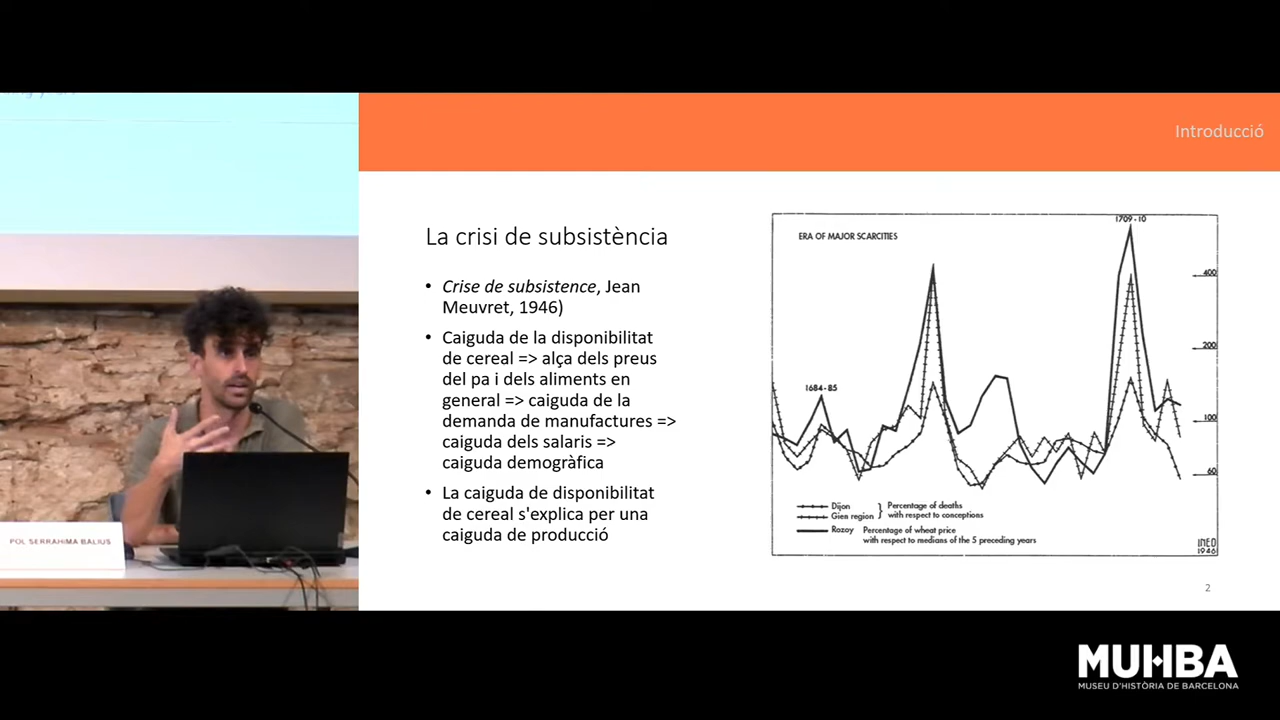 Introducció
La crisi de subsistència
• Crise de subsistence, Jean
Meuvret, 1946)
• Caiguda de la disponibilitat
de cereal => alça dels preus
del pa i dels aliments en
general => caiguda de la
demanda de manufactures =>
caiguda dels salaris =>
caiguda demogràfica
• La caiguda de disponibilitat
de cereal s'explica per una
caiguda de producció
1709-10
ERA OF MAJOR SCARCITIES
400
200
1684-85
100
60
Dijon
Gien region
Percentage of deaths
with respect to conceptions
Rozoy Percentage of wheat price
with respect to medians of the 5 preceding years
INED
1946
2
POL SERRAHIMA BALIUS
MUHBA
MUSEU D'HISTÒRIA DE BARCELONA